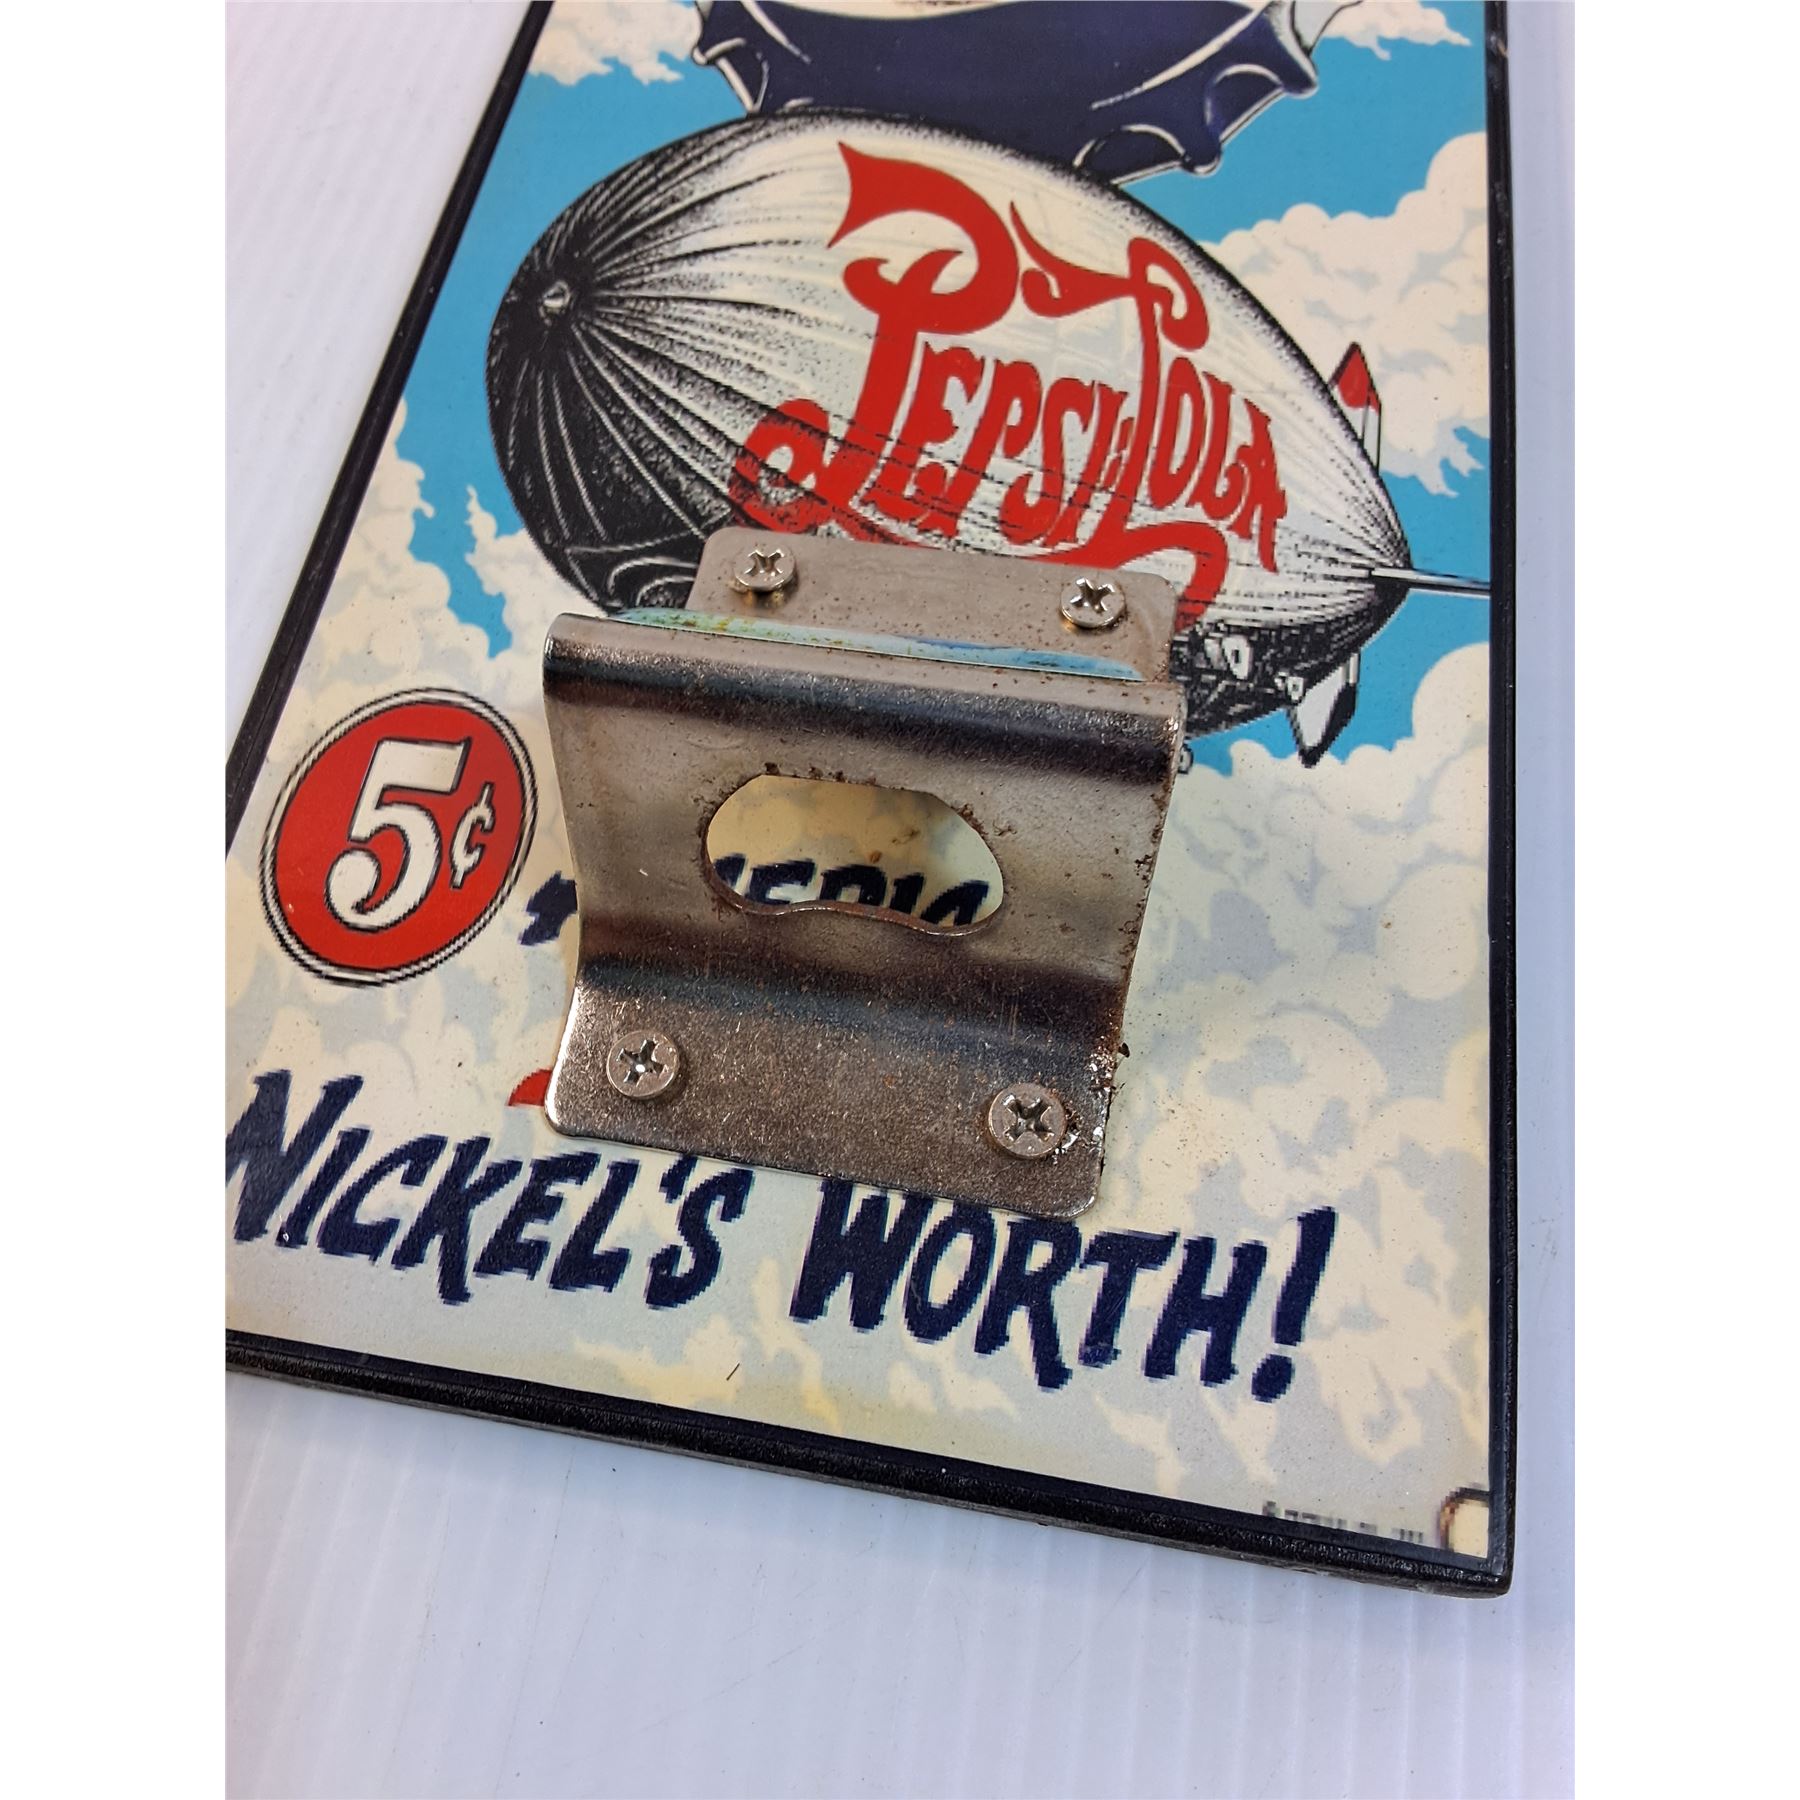 PEPSI:COLA
5¢
NICKEL'S WORTH!